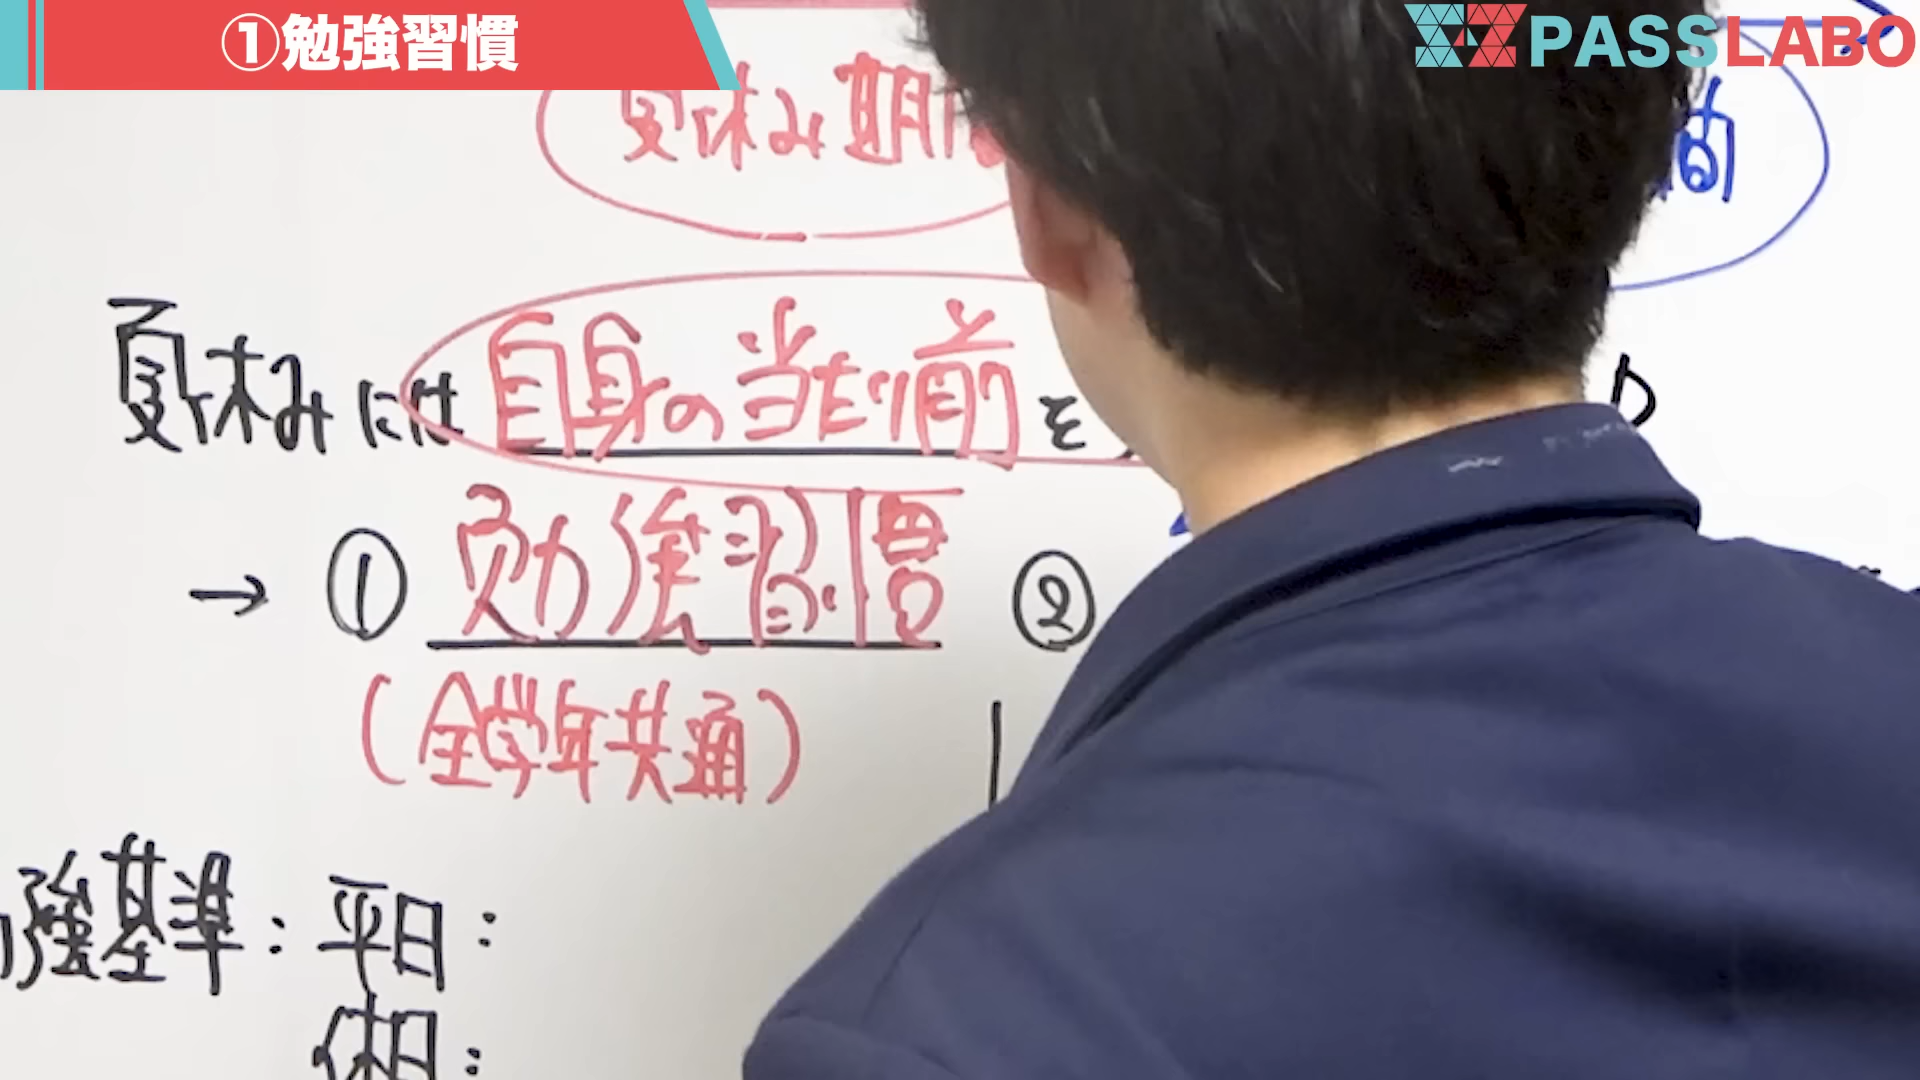 ①勉強習慣
PASSLABO
夏休み期
夏休みには自身の当たり前を
→ ① 勉強習慣 ②
(全学年共通)
強基準：平日：
休日：